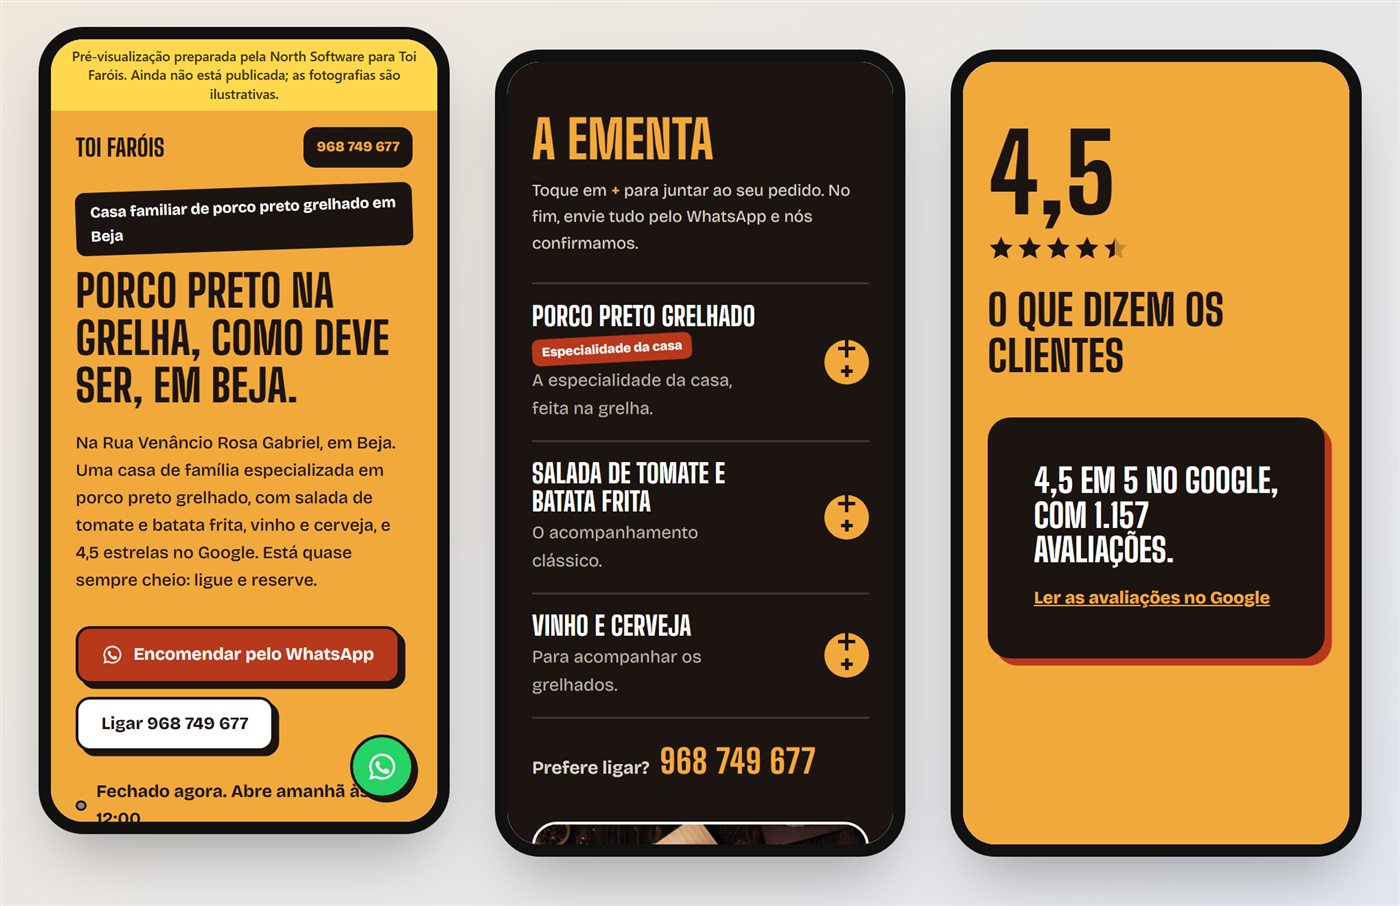 Pré-visualização preparada pela North Software para Toi
Faróis. Ainda não está publicada; as fotografias são
ilustrativas.
TOI FARÓIS
968 749 677
Casa familiar de porco preto grelhado em
Beja
PORCO PRETO NA
GRELHA, COMO DEVE
SER, EM BEJA.
Na Rua Venâncio Rosa Gabriel, em Beja.
Uma casa de família especializada em
porco preto grelhado, com salada de
tomate e batata frita, vinho e cerveja, e
4,5 estrelas no Google. Está quase
sempre cheio: ligue e reserve.
Encomendar pelo WhatsApp
Ligar 968 749 677
Fechado agora. Abre amanhã às
12:00
A EMENTA
Toque em + para juntar ao seu pedido. No
fim, envie tudo pelo WhatsApp e nós
confirmamos.
PORCO PRETO GRELHADO
Especialidade da casa
A especialidade da casa,
feita na grelha.
+
+
SALADA DE TOMATE E
BATATA FRITA
O acompanhamento
clássico.
+
+
VINHO E CERVEJA
Para acompanhar os
grelhados.
+
+
Prefere ligar? 968 749 677
4,5
O QUE DIZEM OS
CLIENTES
4,5 EM 5 NO GOOGLE,
COM 1.157
AVALIAÇÕES.
Ler as avaliações no Google